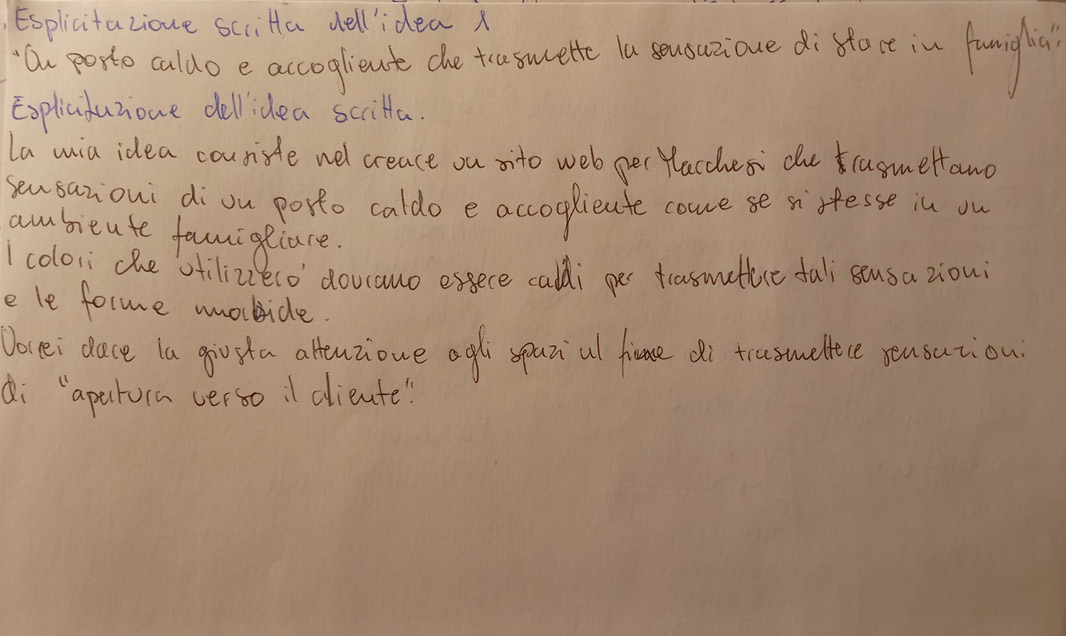 Esplicitazione scritta dell'idea 1
"Un posto caldo e accogliente che trasmette la sensazione di stare in famiglia".
Esplicitazione dell'idea scritta.
La mia idea consiste nel creare un sito web per Macchesi che trasmettano
sensazioni di un posto caldo e accogliente come se si stesse in un
ambiente famigliare.
I colori che utilizzerò dovrano essere caldi per trasmettere tali sensazioni
e le forme morbide.
Vorrei dare la giusta attenzione agli spazi al fine di trasmettere sensazioni
di "apertura verso il cliente".